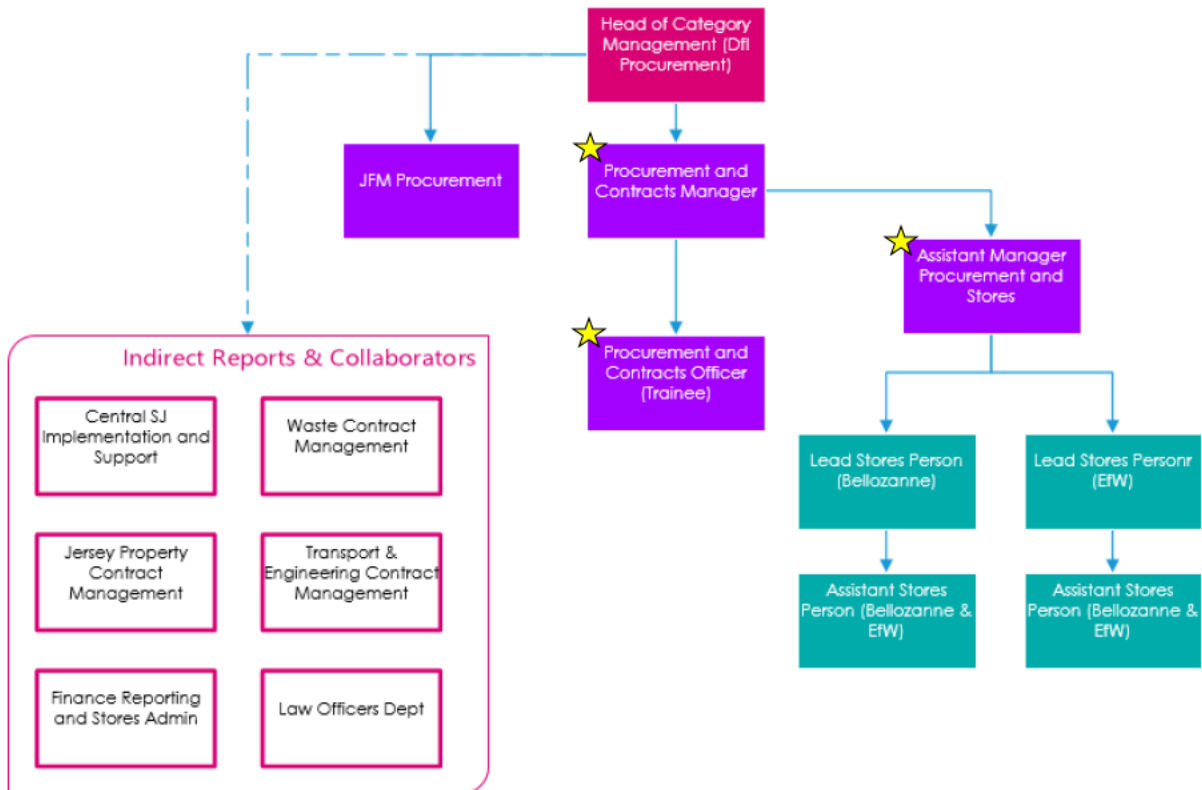 Head of Category
Management (DfI
Procurement)
JFM Procurement
Procurement and
Contracts Manager
Assistant Manager
Procurement and
Stores
Procurement and
Contracts Officer
(Trainee)
Indirect Reports & Collaborators
Central SJ
Implementation and
Support
Waste Contract
Management
Jersey Property
Contract
Management
Transport &
Engineering Contract
Management
Finance Reporting
and Stores Admin
Law Officers Dept
Lead Stores Person
(Bellozanne)
Lead Stores Personr
(EfW)
Assistant Stores
Person (Bellozanne &
EfW)
Assistant Stores
Person (Bellozanne &
EfW)